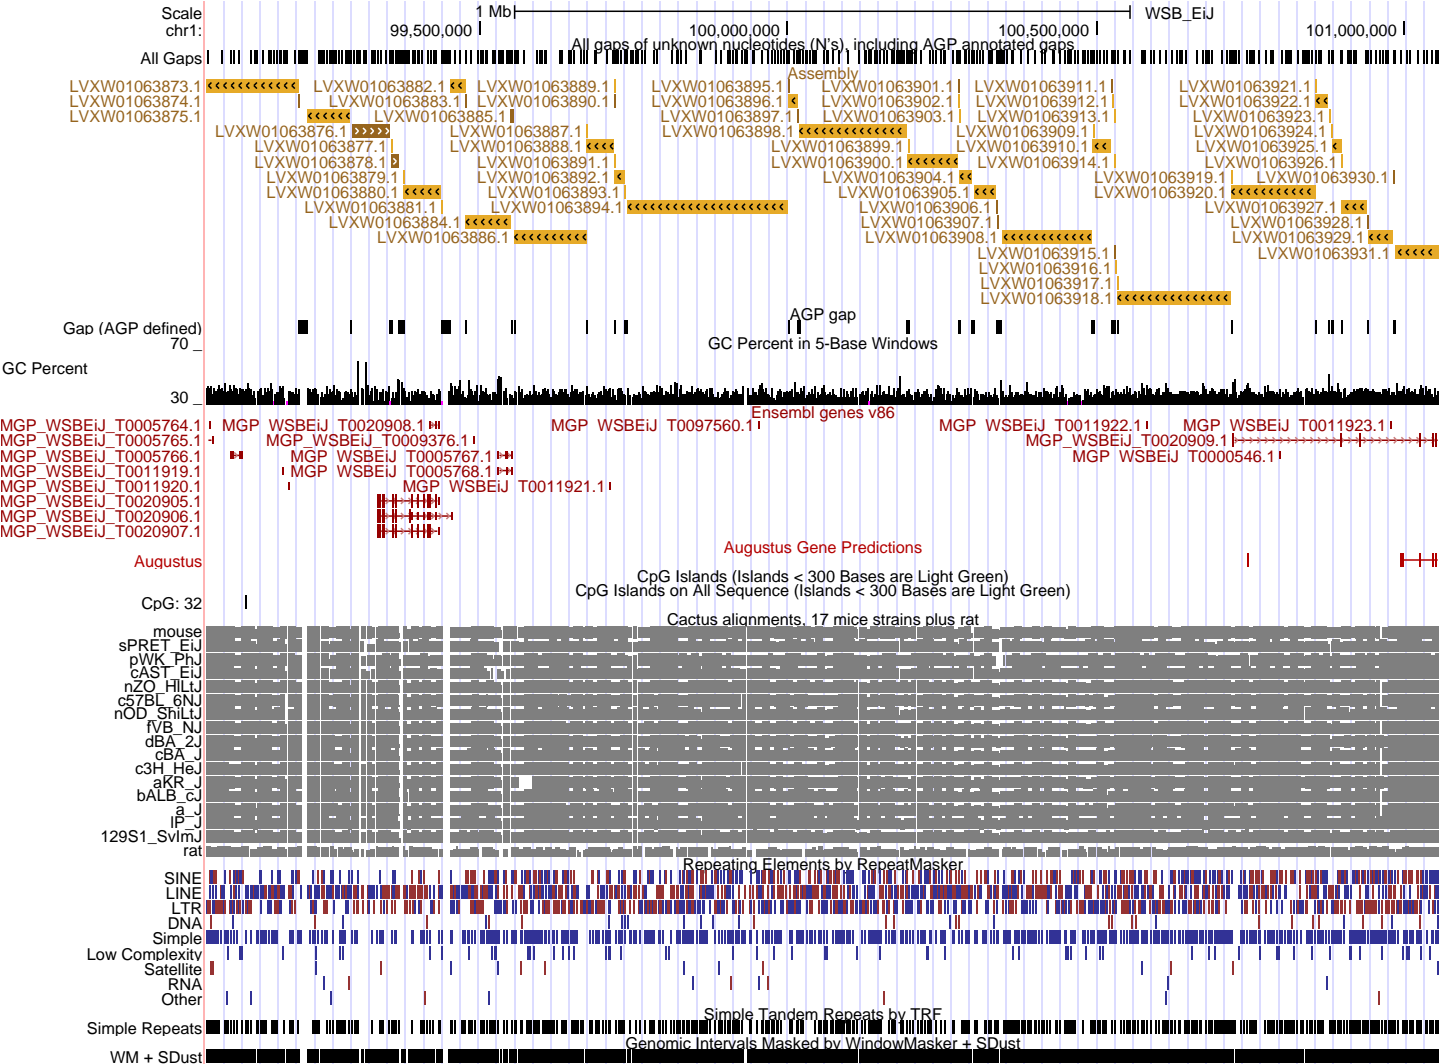 Scale 1 Mb WSB_EiJ
chr1: 99,500,000 100,000,000 100,500,000 101,000,000
All gaps of unknown nucleotides (N's), including AGP annotated gaps
All Gaps
Assembly
LVXW01063873.1 LVXW01063882.1 LVXW01063889.1 LVXW01063895.1 LVXW01063901.1 LVXW01063911.1 LVXW01063921.1
LVXW01063874.1 LVXW01063883.1 LVXW01063890.1 LVXW01063896.1 LVXW01063902.1 LVXW01063912.1 LVXW01063922.1
LVXW01063875.1 LVXW01063885.1 LVXW01063897.1 LVXW01063903.1 LVXW01063913.1 LVXW01063923.1
LVXW01063876.1 LVXW01063887.1 LVXW01063898.1 LVXW01063909.1 LVXW01063924.1
LVXW01063877.1 LVXW01063888.1 LVXW01063899.1 LVXW01063910.1 LVXW01063925.1
LVXW01063878.1 LVXW01063891.1 LVXW01063900.1 LVXW01063914.1 LVXW01063926.1
LVXW01063879.1 LVXW01063892.1 LVXW01063904.1 LVXW01063919.1 LVXW01063930.1
LVXW01063880.1 LVXW01063893.1 LVXW01063905.1 LVXW01063920.1
LVXW01063881.1 LVXW01063894.1 LVXW01063906.1 LVXW01063927.1
LVXW01063884.1 LVXW01063907.1 LVXW01063928.1
LVXW01063886.1 LVXW01063908.1 LVXW01063929.1
LVXW01063915.1 LVXW01063931.1
LVXW01063916.1
LVXW01063917.1
LVXW01063918.1
AGP gap
Gap (AGP defined)
GC Percent in 5-Base Windows
70 _
GC Percent
30 _
Ensembl genes v86
MGP_WSBEiJ_T0005764.1 MGP_WSBEiJ_T0020908.1 MGP_WSBEiJ_T0097560.1 MGP_WSBEiJ_T0011922.1 MGP_WSBEiJ_T0011923.1
MGP_WSBEiJ_T0005765.1 MGP_WSBEiJ_T0009376.1 MGP_WSBEiJ_T0020909.1
MGP_WSBEiJ_T0005766.1 MGP_WSBEiJ_T0005767.1 MGP_WSBEiJ_T0000546.1
MGP_WSBEiJ_T0011919.1 MGP_WSBEiJ_T0005768.1
MGP_WSBEiJ_T0011920.1 MGP_WSBEiJ_T0011921.1
MGP_WSBEiJ_T0020905.1
MGP_WSBEiJ_T0020906.1
MGP_WSBEiJ_T0020907.1
Augustus Gene Predictions
Augustus
CpG Islands (Islands < 300 Bases are Light Green)
CpG Islands on All Sequence (Islands < 300 Bases are Light Green)
CpG: 32
Cactus alignments, 17 mice strains plus rat
mouse
sPRET_EiJ
pWK_PhJ
cAST_EiJ
nZO_HlLtJ
c57BL_6NJ
nOD_ShiLtJ
fVB_NJ
dBA_2J
cBA_J
c3H_HeJ
aKR_J
bALB_cJ
a_J
lP_J
129S1_SvImJ
rat
Repeating Elements by RepeatMasker
SINE
LINE
LTR
DNA
Simple
Low Complexity
Satellite
RNA
Other
Simple Tandem Repeats by TRF
Simple Repeats
Genomic Intervals Masked by WindowMasker + SDust
WM + SDust